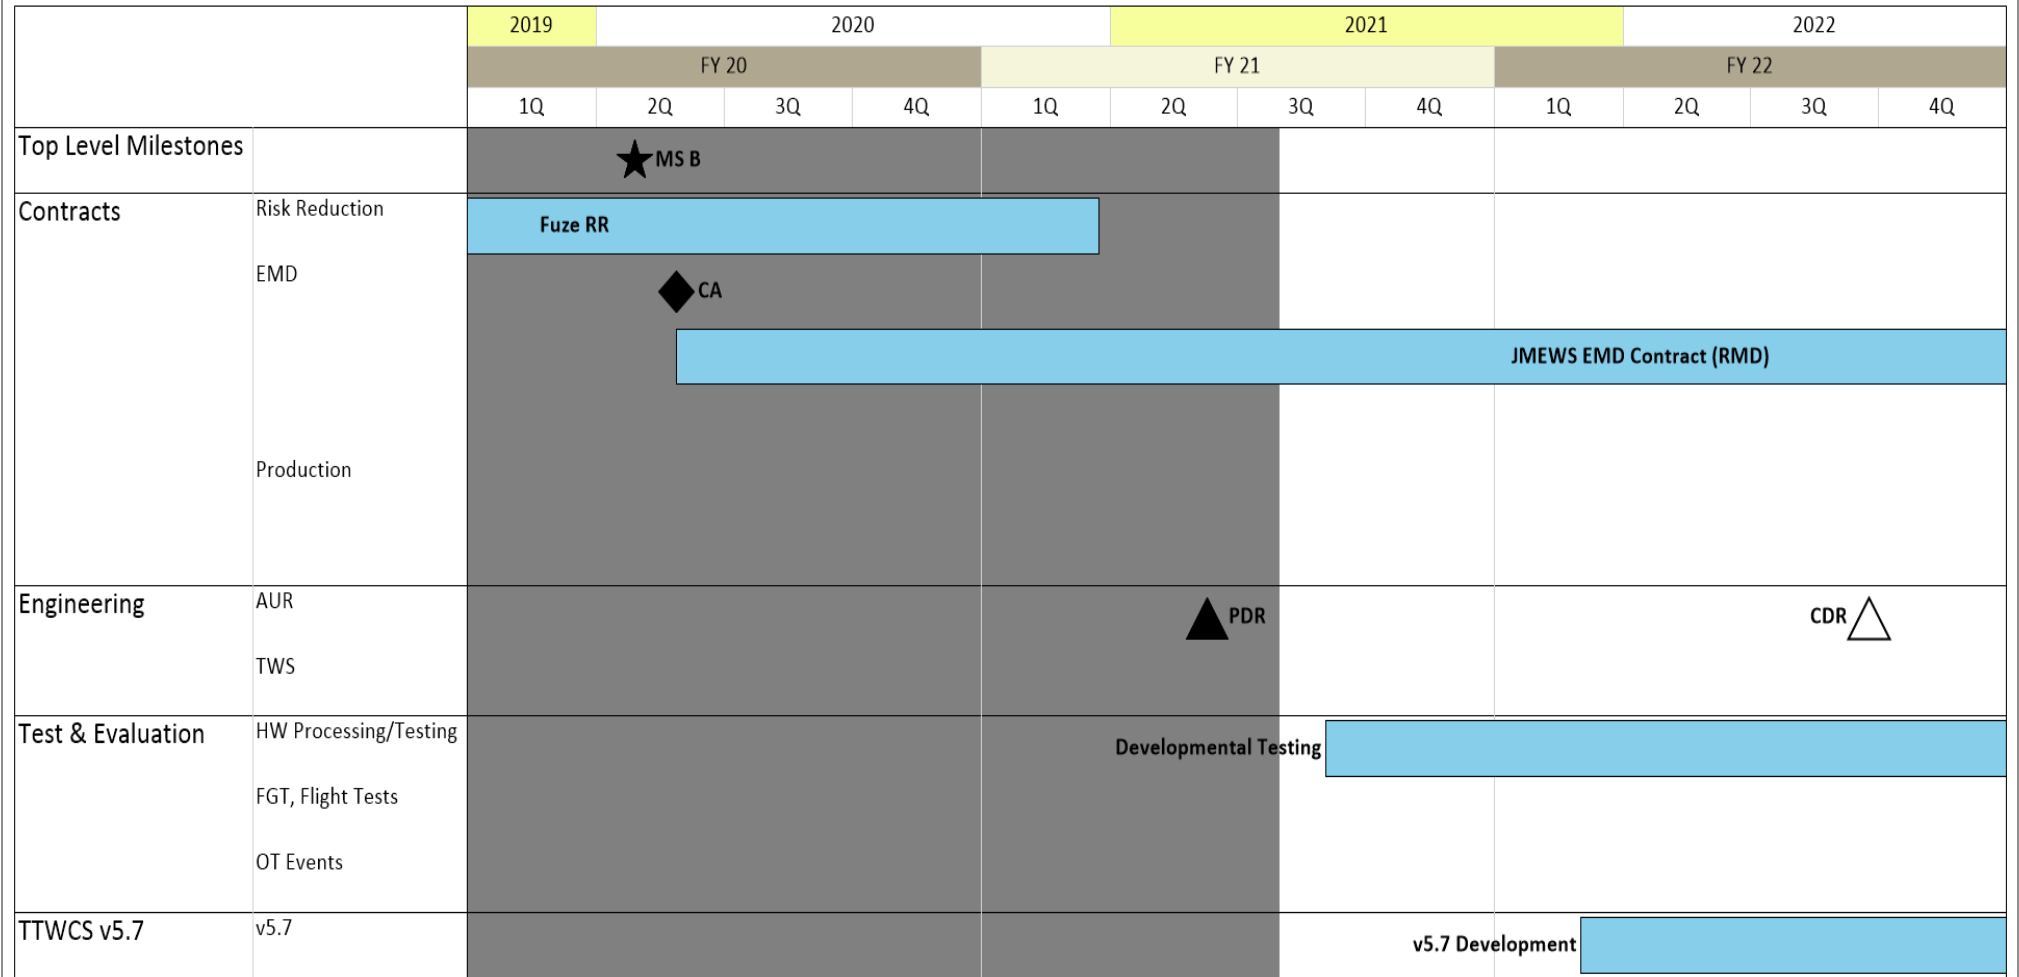 2019 2020 2021 2022
FY 20 FY 21 FY 22
1Q 2Q 3Q 4Q 1Q 2Q 3Q 4Q 1Q 2Q 3Q 4Q
Top Level Milestones MS B
Contracts Risk Reduction Fuze RR
EMD CA
JMEWS EMD Contract (RMD)
Production
Engineering AUR PDR CDR
TWS
Test & Evaluation HW Processing/Testing Developmental Testing
FGT, Flight Tests
OT Events
TTWCS v5.7 v5.7 v5.7 Development